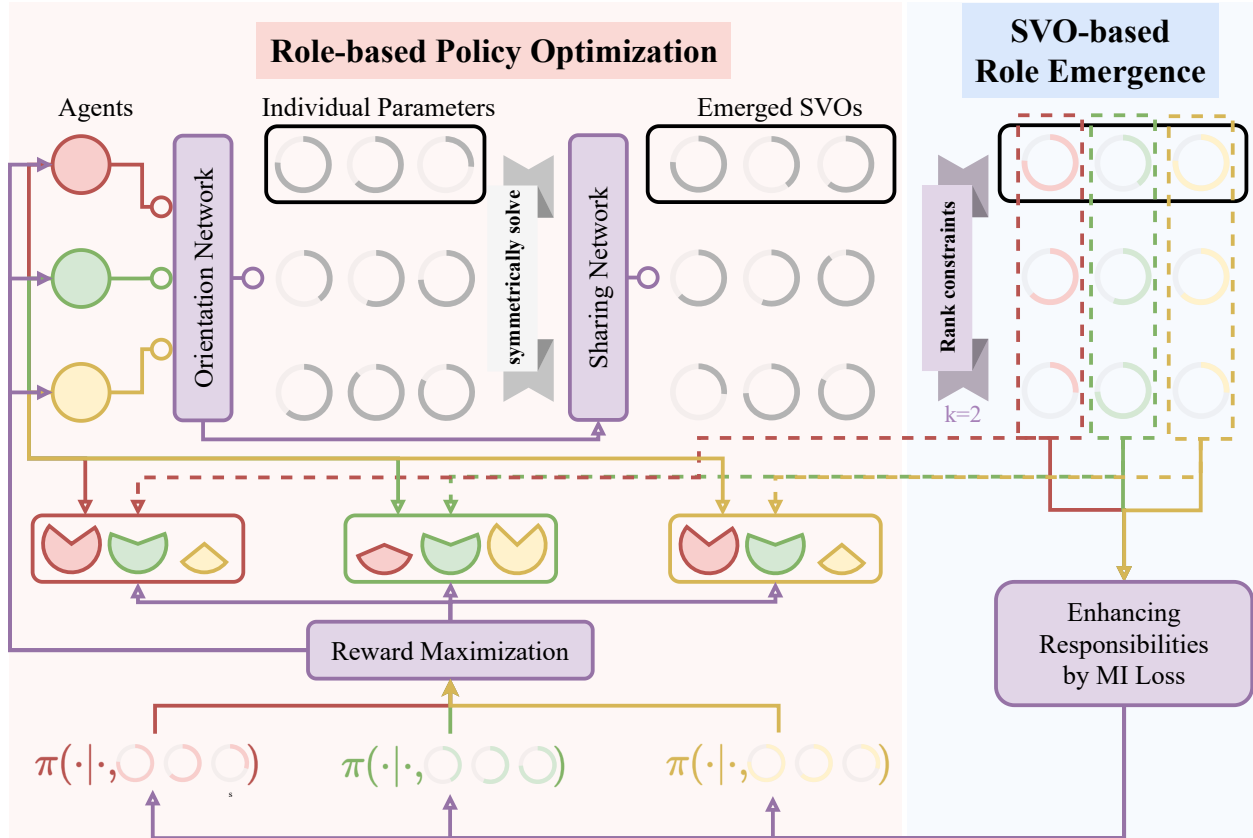 Role-based Policy Optimization
SVO-based
Role Emergence
Agents
Individual Parameters
Emerged SVOs
Orientation Network
symmetrically solve
Sharing Network
Rank constraints
k=2
Reward Maximization
Enhancing
Responsibilities
by MI Loss
π(·|·, )
s
π(·|·, )
π(·|·, )